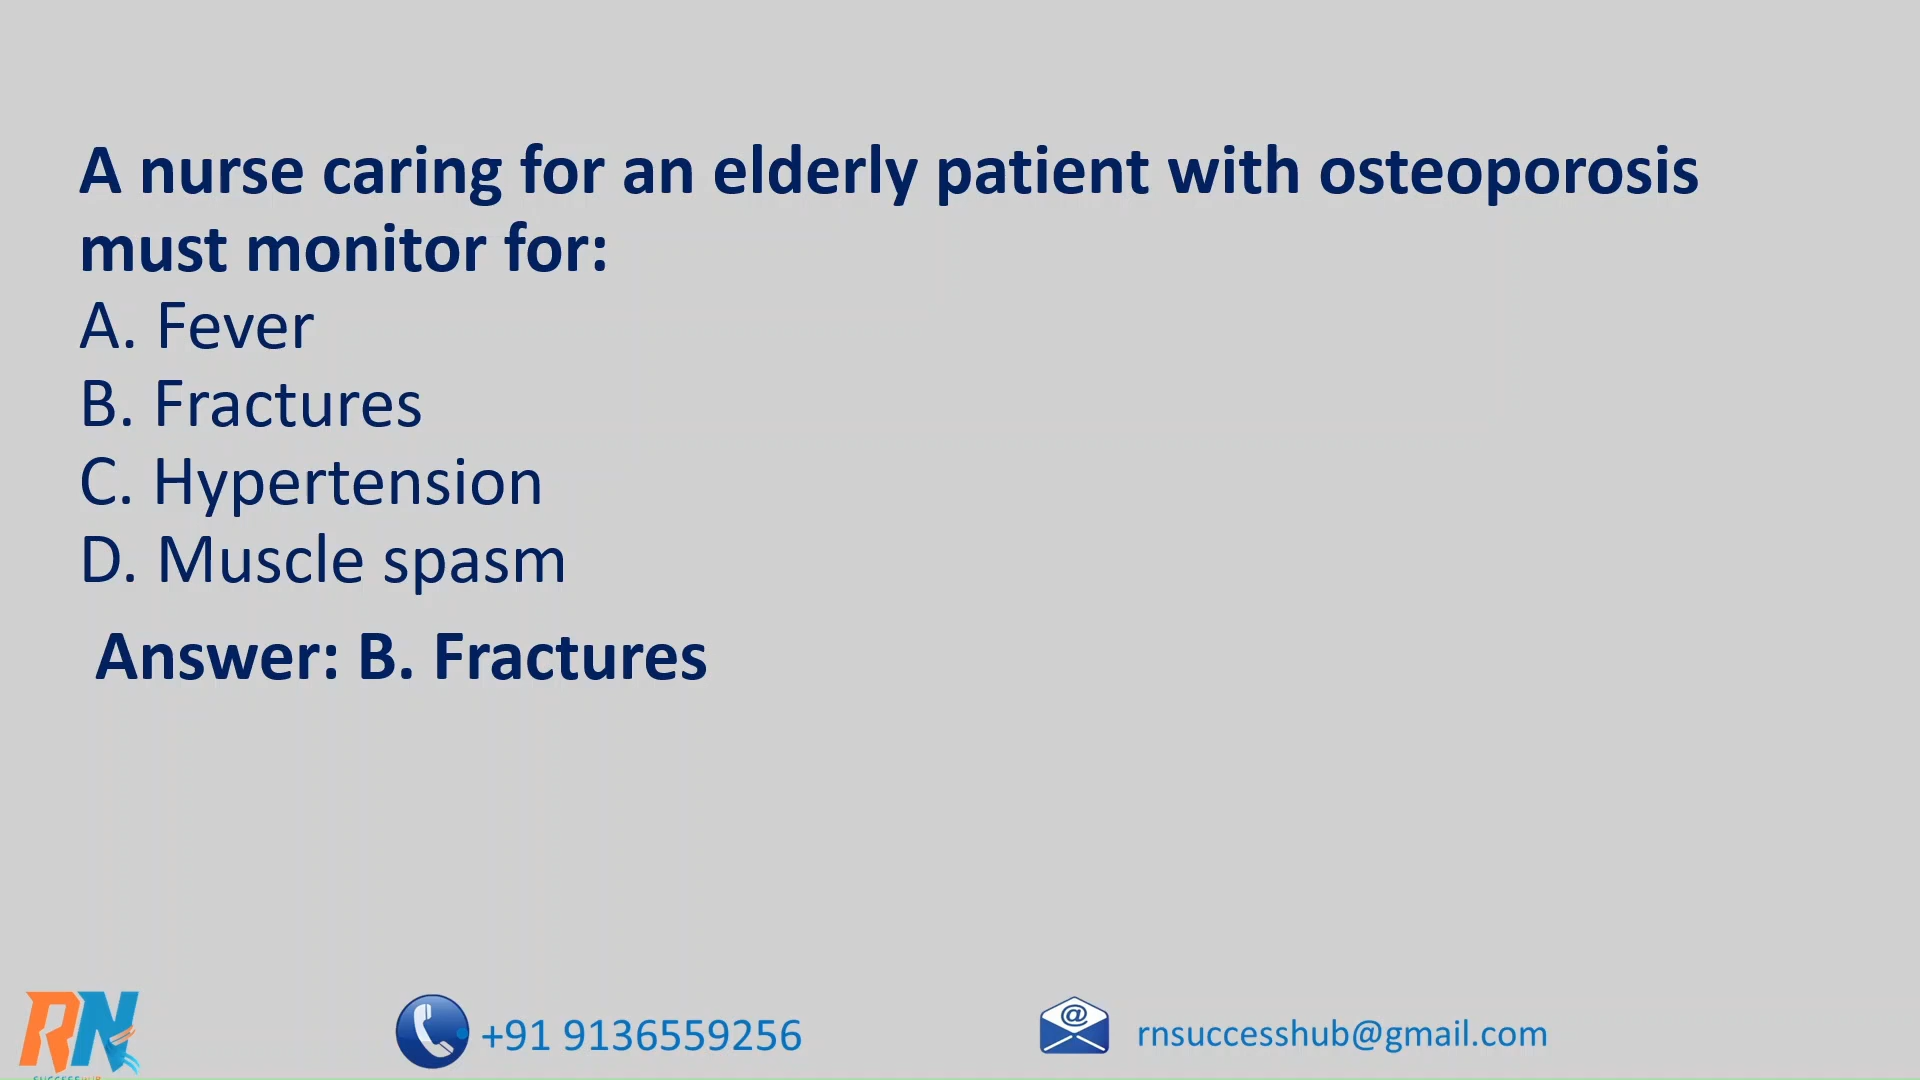 A nurse caring for an elderly patient with osteoporosis
must monitor for:
A. Fever
B. Fractures
C. Hypertension
D. Muscle spasm
Answer: B. Fractures
RN
+91 9136559256
@
rnsuccesshub@gmail.com